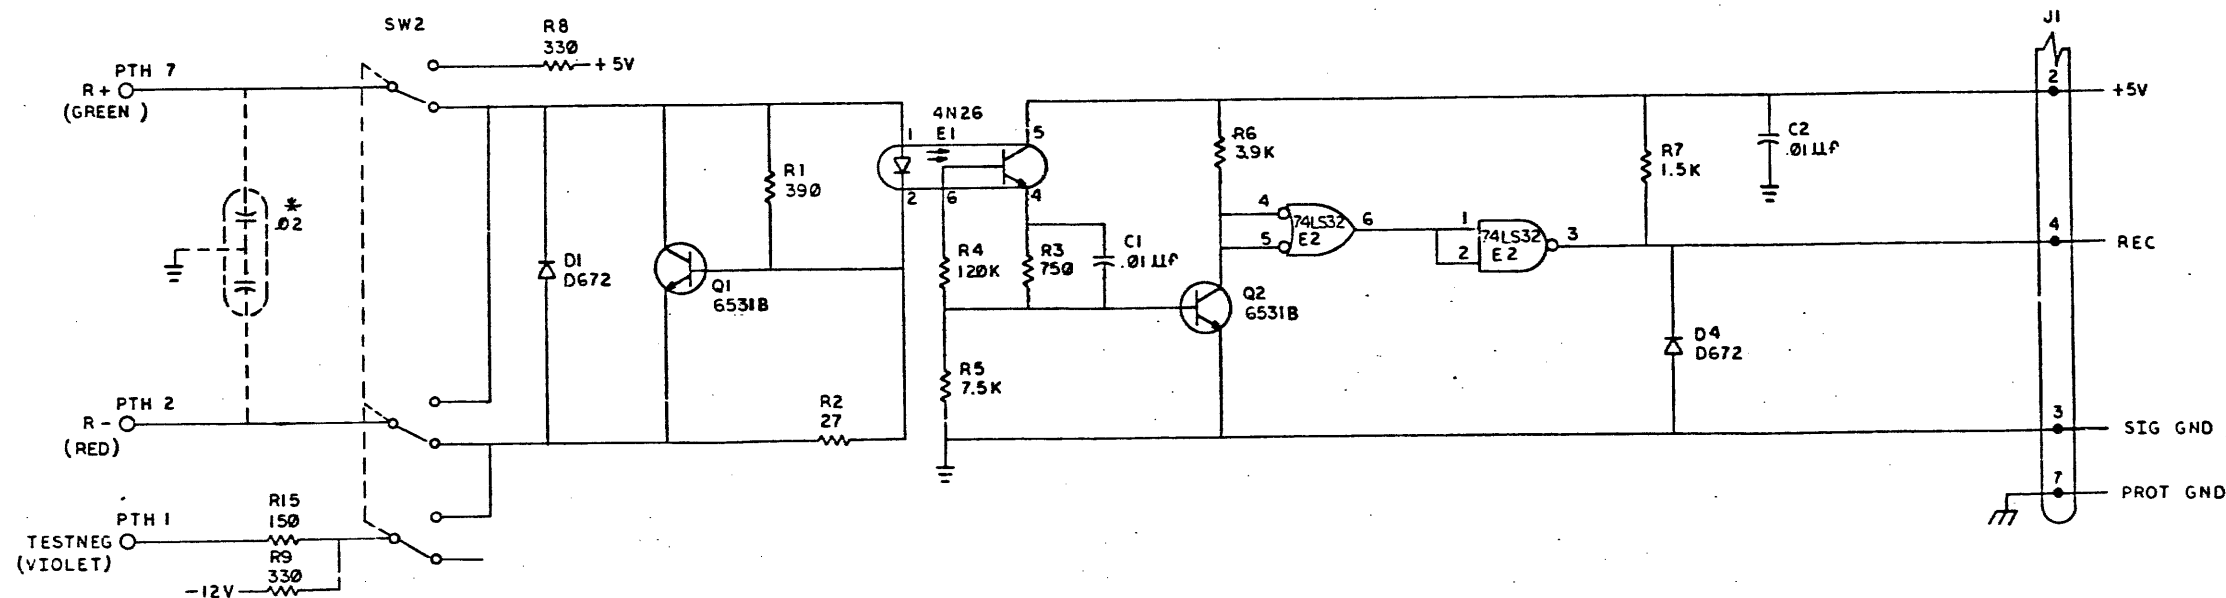 SW2
R8
330
+5V
PTH 7
R+
(GREEN)
*
.02
PTH 2
R-
(RED)
PTH 1
TESTNEG
(VIOLET)
R15
150
R9
330
-12V
D1
D672
Q1
6531B
R1
390
R2
27
4N26
E1
1
2
5
4
6
R4
120K
R3
750
C1
.01µf
R5
7.5K
R6
3.9K
Q2
6531B
4
5
74LS32
E2
6
1
2
74LS32
E2
3
R7
1.5K
C2
.01µf
D4
D672
J1
2
+5V
4
REC
3
SIG GND
7
PROT GND